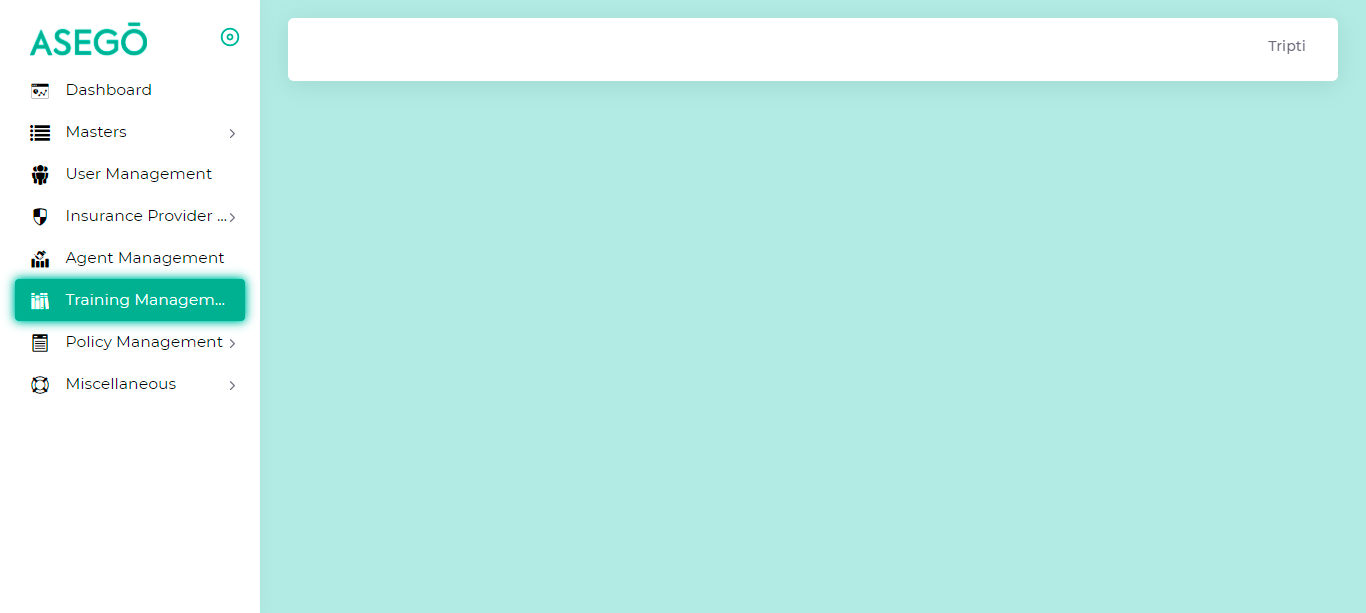 ASEGŌ
Tripti
Dashboard
Masters
User Management
Insurance Provider ...
Agent Management
Training Managem...
Policy Management
Miscellaneous